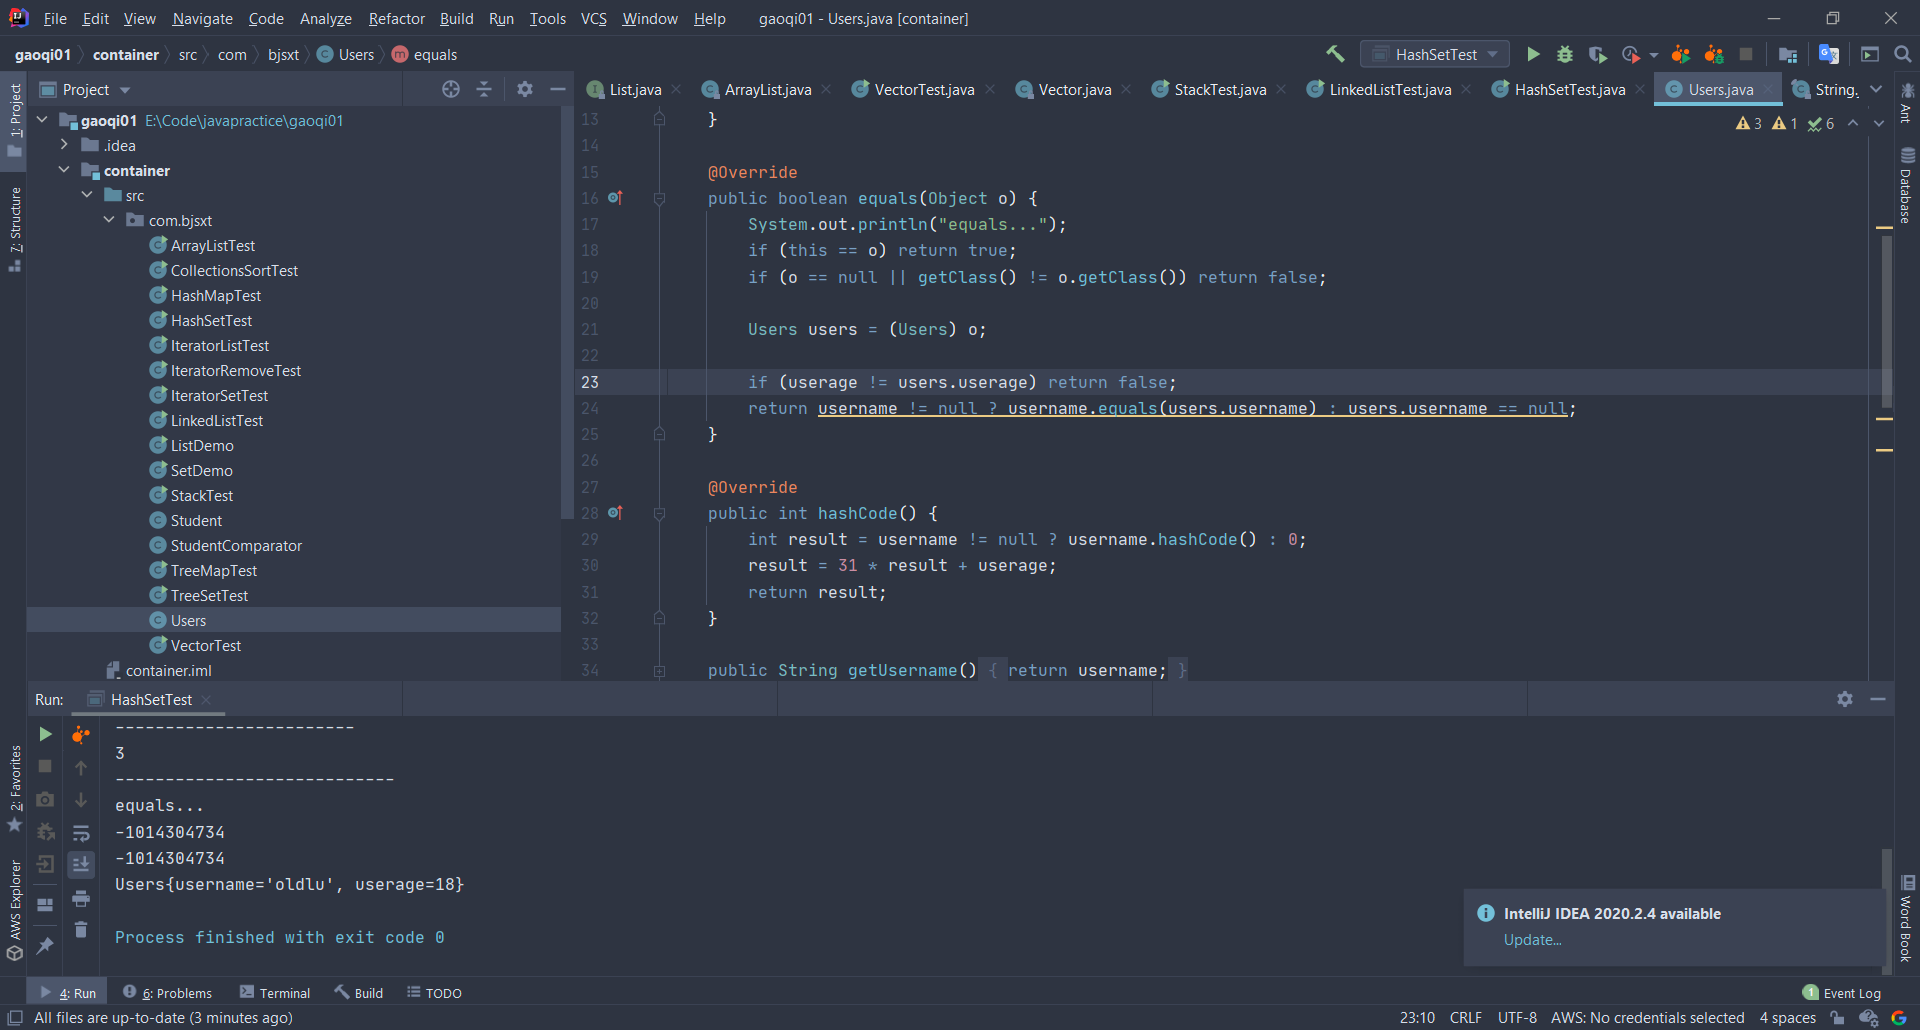 File Edit View Navigate Code Analyze Refactor Build Run Tools VCS Window Help gaoqi01 - Users.java [container]
gaoqi01 container src com bjsxt Users equals HashSetTest
Project
List.java ArrayList.java VectorTest.java Vector.java StackTest.java LinkedListTest.java HashSetTest.java Users.java String.
1: Project
7: Structure
2: Favorites
AWS Explorer
gaoqi01 E:\Code\javapractice\gaoqi01
.idea
container
src
com.bjsxt
ArrayListTest
CollectionsSortTest
HashMapTest
HashSetTest
IteratorListTest
IteratorRemoveTest
IteratorSetTest
LinkedListTest
ListDemo
SetDemo
StackTest
Student
StudentComparator
TreeMapTest
TreeSetTest
Users
VectorTest
container.iml
3 1 6
13 }
14
15 @Override
16 public boolean equals(Object o) {
17 System.out.println("equals...");
18 if (this == o) return true;
19 if (o == null || getClass() != o.getClass()) return false;
20
21 Users users = (Users) o;
22
23 if (userage != users.userage) return false;
24 return username != null ? username.equals(users.username) : users.username == null;
25 }
26
27 @Override
28 public int hashCode() {
29 int result = username != null ? username.hashCode() : 0;
30 result = 31 * result + userage;
31 return result;
32 }
33
34 public String getUsername() { return username; }
Ant
Database
Word Book
Run: HashSetTest
------------------------
3
----------------------------
equals...
-1014304734
-1014304734
Users{username='oldlu', userage=18}
Process finished with exit code 0
IntelliJ IDEA 2020.2.4 available
Update...
4: Run 6: Problems Terminal Build TODO 1 Event Log
All files are up-to-date (3 minutes ago) 23:10 CRLF UTF-8 AWS: No credentials selected 4 spaces